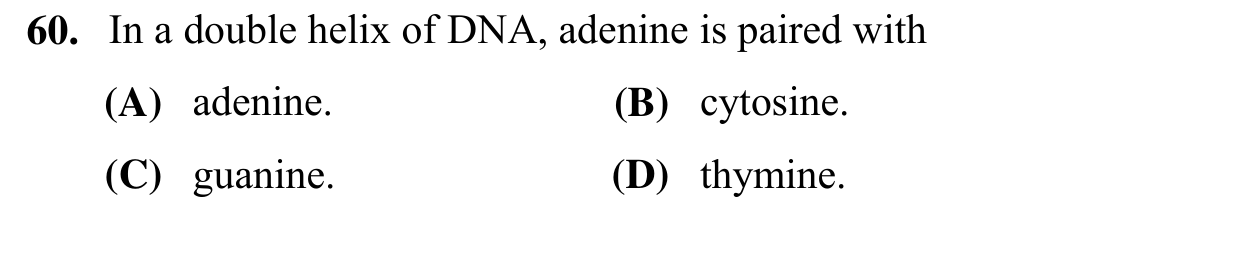 60. In a double helix of DNA, adenine is paired with
(A) adenine. (B) cytosine.
(C) guanine. (D) thymine.